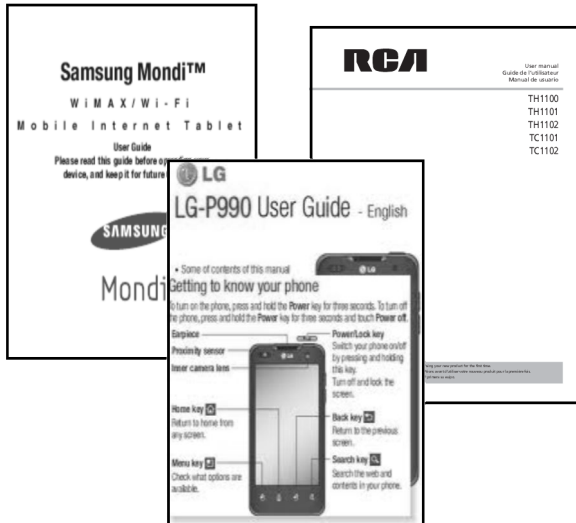 Samsung Mondi™
WiMAX/Wi-Fi
Mobile Internet Tablet
User Guide
Please read this guide before
device, and keep it for future
SAMSUNG
Mondi
RCA
User manual
Guide de l'utilisateur
Manual de usuario
TH1100
TH1101
TH1102
TC1101
TC1102
LG
LG-P990 User Guide - English
• Some of contents of this manual
LG
Getting to know your phone
To turn on the phone, press and hold the Power key for three seconds. To turn off
the phone, press and hold the Power key for three seconds and touch Power off.
Earpiece
Proximity sensor
Inner camera lens
Home key
Return to home from
any screen.
Menu key
Check what options are
available.
LG
Power/Lock key
Switch your phone on/off
by pressing and holding
this key.
Turn off and lock the
screen.
Back key
Return to the previous
screen.
Search key
Search the web and
contents in your phone.